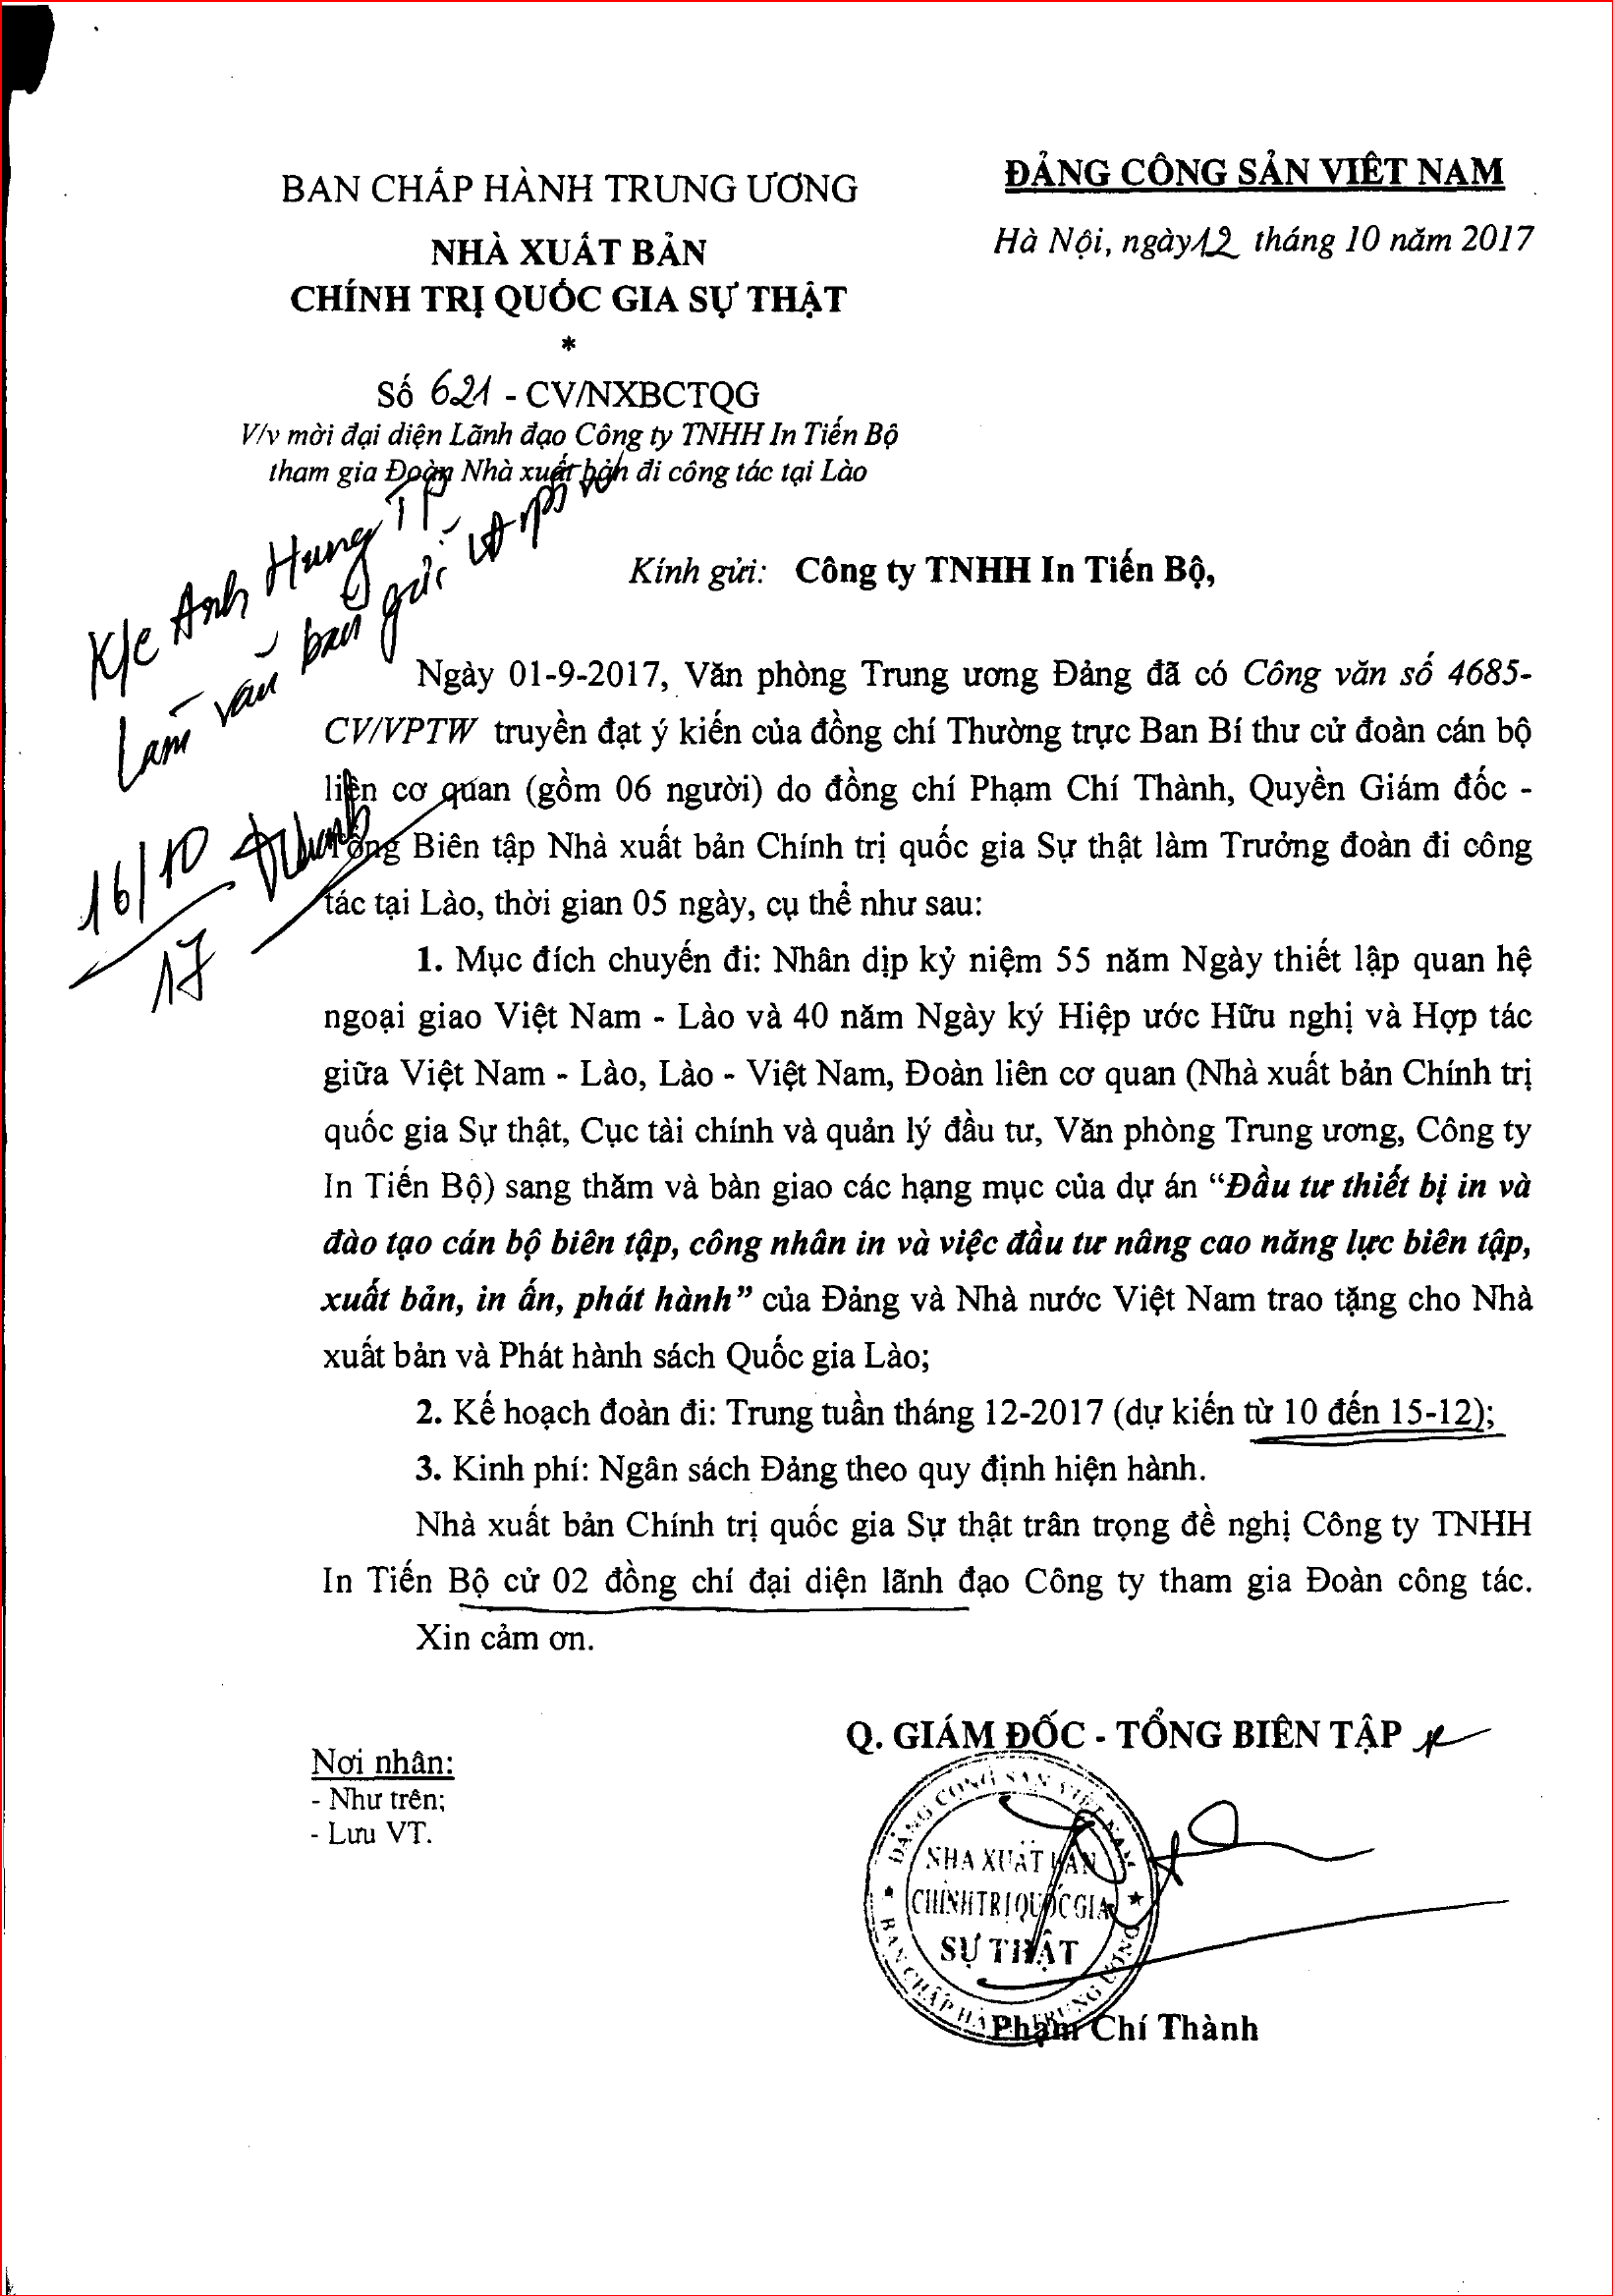 BAN CHẤP HÀNH TRUNG ƯƠNG
NHÀ XUẤT BẢN
CHÍNH TRỊ QUỐC GIA SỰ THẬT
*
Số 621 - CV/NXBCTQG
V/v mời đại diện Lãnh đạo Công ty TNHH In Tiến Bộ
tham gia Đoàn Nhà xuất bản đi công tác tại Lào
ĐẢNG CÔNG SẢN VIỆT NAM
Hà Nội, ngày 12 tháng 10 năm 2017
K/c Anh Hưng TP
Làm văn bản gửi
16/10
17
Kính gửi: Công ty TNHH In Tiến Bộ,
Ngày 01-9-2017, Văn phòng Trung ương Đảng đã có Công văn số 4685-
CV/VPTW truyền đạt ý kiến của đồng chí Thường trực Ban Bí thư cử đoàn cán bộ
liên cơ quan (gồm 06 người) do đồng chí Phạm Chí Thành, Quyền Giám đốc -
Tổng Biên tập Nhà xuất bản Chính trị quốc gia Sự thật làm Trưởng đoàn đi công
tác tại Lào, thời gian 05 ngày, cụ thể như sau:
1. Mục đích chuyến đi: Nhân dịp kỷ niệm 55 năm Ngày thiết lập quan hệ
ngoại giao Việt Nam - Lào và 40 năm Ngày ký Hiệp ước Hữu nghị và Hợp tác
giữa Việt Nam - Lào, Lào - Việt Nam, Đoàn liên cơ quan (Nhà xuất bản Chính trị
quốc gia Sự thật, Cục tài chính và quản lý đầu tư, Văn phòng Trung ương, Công ty
In Tiến Bộ) sang thăm và bàn giao các hạng mục của dự án “Đầu tư thiết bị in và
đào tạo cán bộ biên tập, công nhân in và việc đầu tư nâng cao năng lực biên tập,
xuất bản, in ấn, phát hành” của Đảng và Nhà nước Việt Nam trao tặng cho Nhà
xuất bản và Phát hành sách Quốc gia Lào;
2. Kế hoạch đoàn đi: Trung tuần tháng 12-2017 (dự kiến từ 10 đến 15-12);
3. Kinh phí: Ngân sách Đảng theo quy định hiện hành.
Nhà xuất bản Chính trị quốc gia Sự thật trân trọng đề nghị Công ty TNHH
In Tiến Bộ cử 02 đồng chí đại diện lãnh đạo Công ty tham gia Đoàn công tác.
Xin cảm ơn.
Nơi nhận:
- Như trên;
- Lưu VT.
Q. GIÁM ĐỐC - TỔNG BIÊN TẬP
ĐẢNG CỘNG SẢN VIỆT NAM
NHÀ XUẤT BẢN
CHÍNH TRỊ QUỐC GIA
SỰ THẬT
BAN CHẤP HÀNH TRUNG ƯƠNG
Phạm Chí Thành